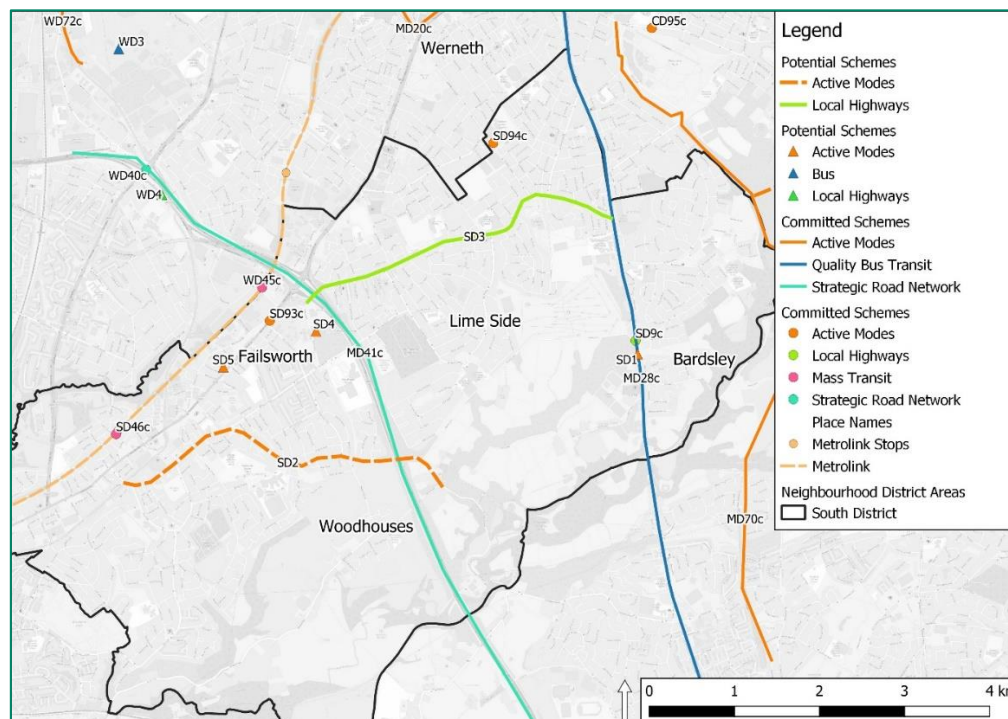 WD72c
WD3
MD20c
Werneth
CD95c
SD94c
WD40c
WD4
SD3
WD45c
SD93c
SD4
Lime Side
SD9c
Failsworth
MD41c
SD5
SD1
Bardsley
MD28c
SD46c
SD2
Woodhouses
MD70c
Legend
Potential Schemes
Active Modes
Local Highways
Potential Schemes
Active Modes
Bus
Local Highways
Committed Schemes
Active Modes
Quality Bus Transit
Strategic Road Network
Committed Schemes
Active Modes
Local Highways
Mass Transit
Strategic Road Network
Place Names
Metrolink Stops
Metrolink
Neighbourhood District Areas
South District
0 1 2 3 4 km